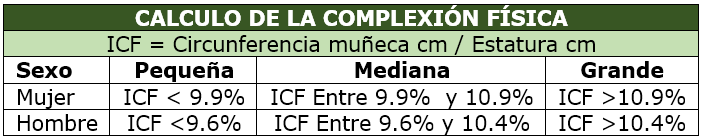 CALCULO DE LA COMPLEXIÓN FÍSICA
ICF = Circunferencia muñeca cm / Estatura cm
Sexo Pequeña Mediana Grande
Mujer ICF < 9.9% ICF Entre 9.9% y 10.9% ICF >10.9%
Hombre ICF <9.6% ICF Entre 9.6% y 10.4% ICF >10.4%